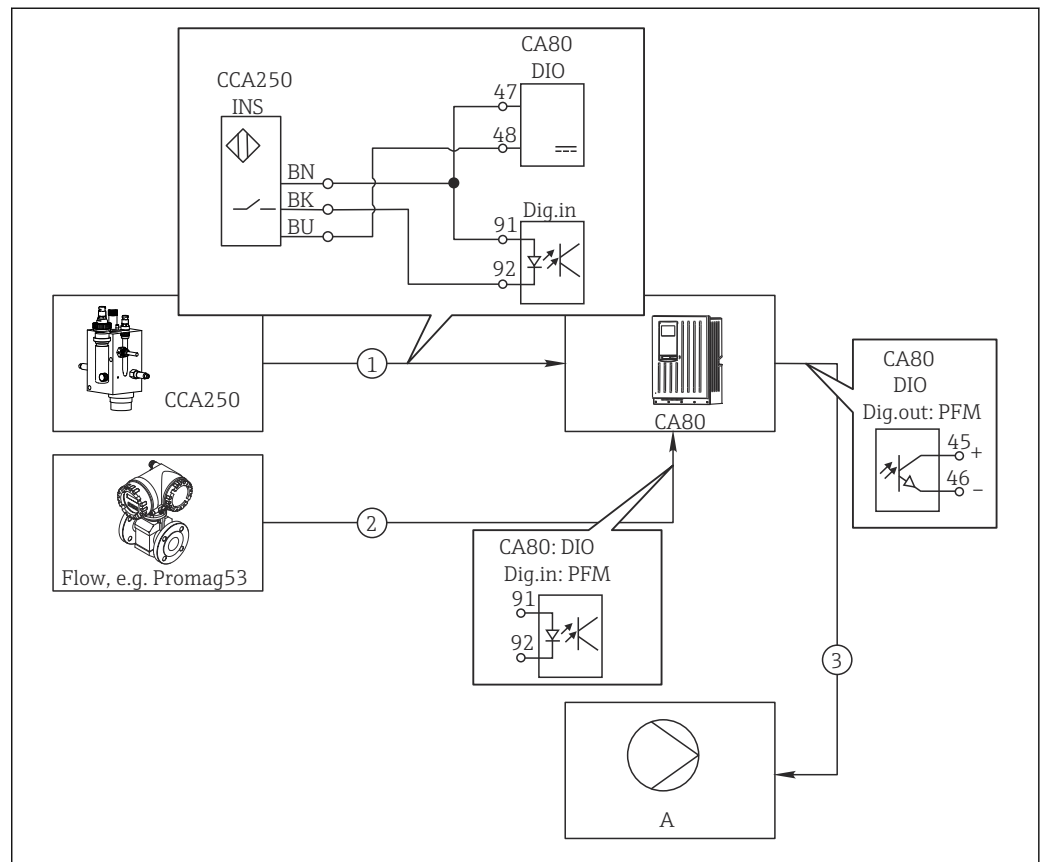 CCA250
INS
BN
BK
BU
CA80
DIO
47
48
Dig.in
91
92
CCA250
1
CA80
CA80
DIO
Dig.out: PFM
45 +
46 −
Flow, e.g. Promag53
2
CA80: DIO
Dig.in: PFM
91
92
3
A